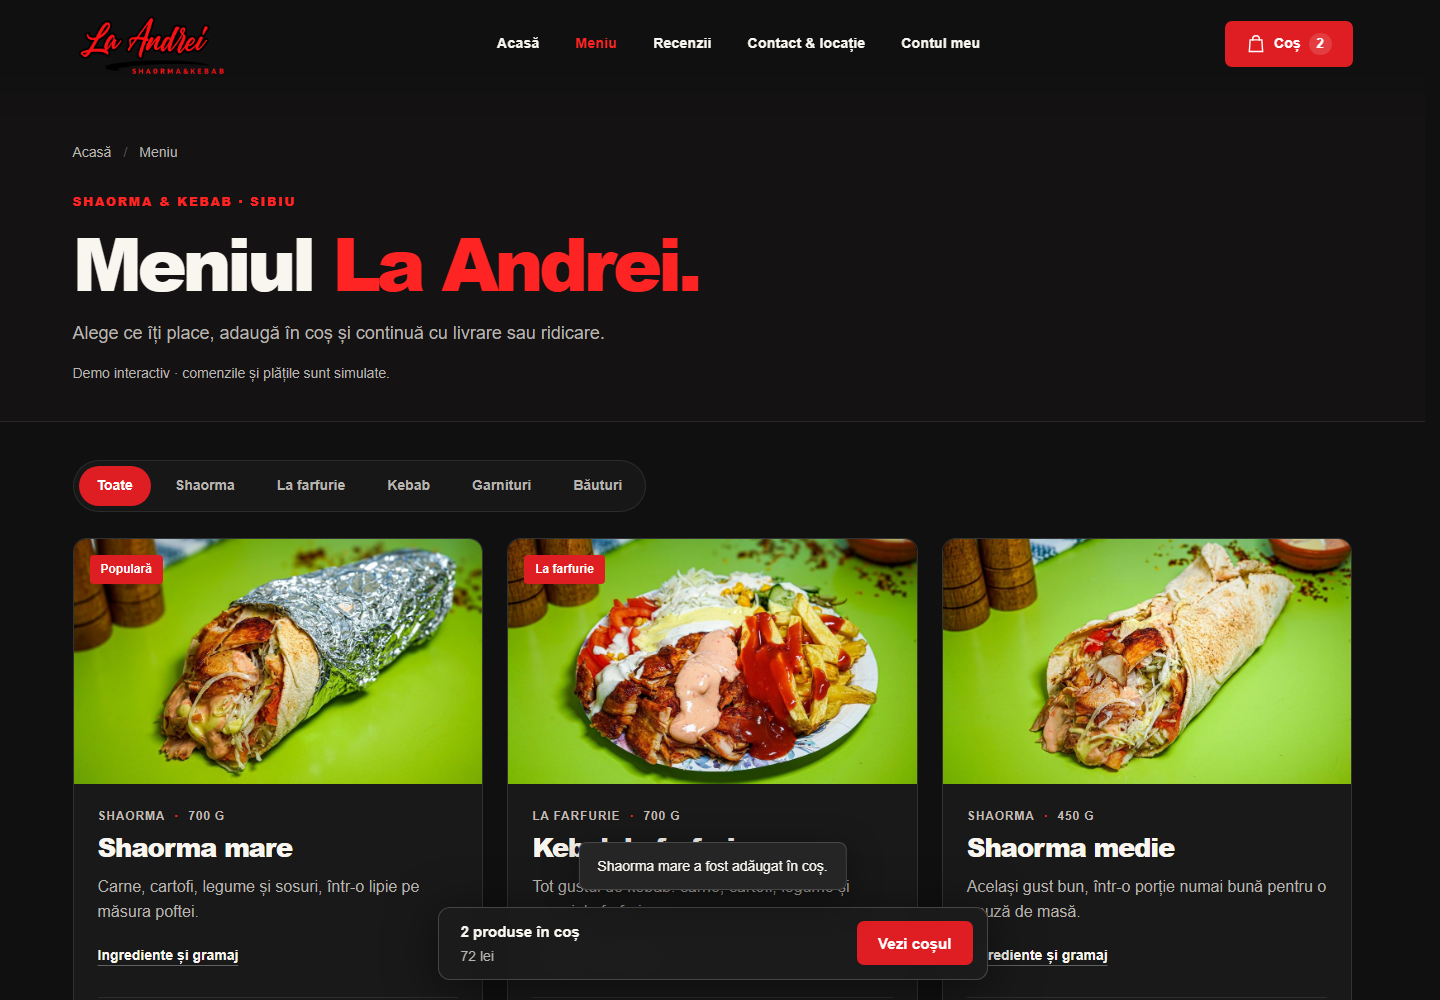 La Andrei
SHAORMA&KEBAB
Acasă
Meniu
Recenzii
Contact & locație
Contul meu
Coș 2
Acasă / Meniu
SHAORMA & KEBAB · SIBIU
Meniul La Andrei.
Alege ce îți place, adaugă în coș și continuă cu livrare sau ridicare.
Demo interactiv · comenzile și plățile sunt simulate.
Toate
Shaorma
La farfurie
Kebab
Garnituri
Băuturi
Populară
SHAORMA · 700 G
Shaorma mare
Carne, cartofi, legume și sosuri, într-o lipie pe
măsura poftei.
Ingrediente și gramaj
La farfurie
LA FARFURIE · 700 G
Tot
SHAORMA · 450 G
Shaorma medie
Același gust bun, într-o porție numai bună pentru o
de masă.
și gramaj
Shaorma mare a fost adăugat în coș.
2 produse în coș
72 lei
Vezi coșul